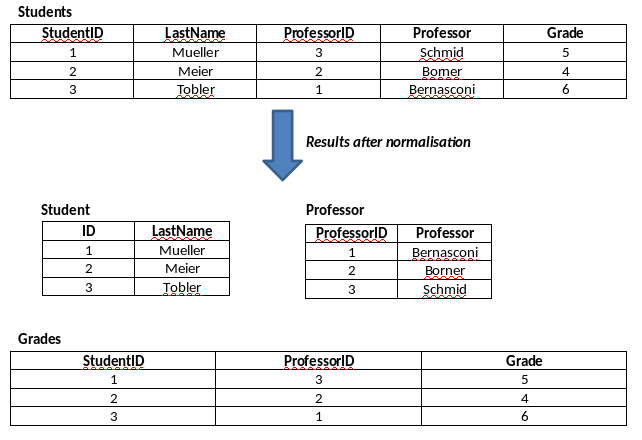 Students
StudentID LastName ProfessorID Professor Grade
1 Mueller 3 Schmid 5
2 Meier 2 Borner 4
3 Tobler 1 Bernasconi 6
Results after normalisation
Student
ID LastName
1 Mueller
2 Meier
3 Tobler
Professor
ProfessorID Professor
1 Bernasconi
2 Borner
3 Schmid
Grades
StudentID ProfessorID Grade
1 3 5
2 2 4
3 1 6